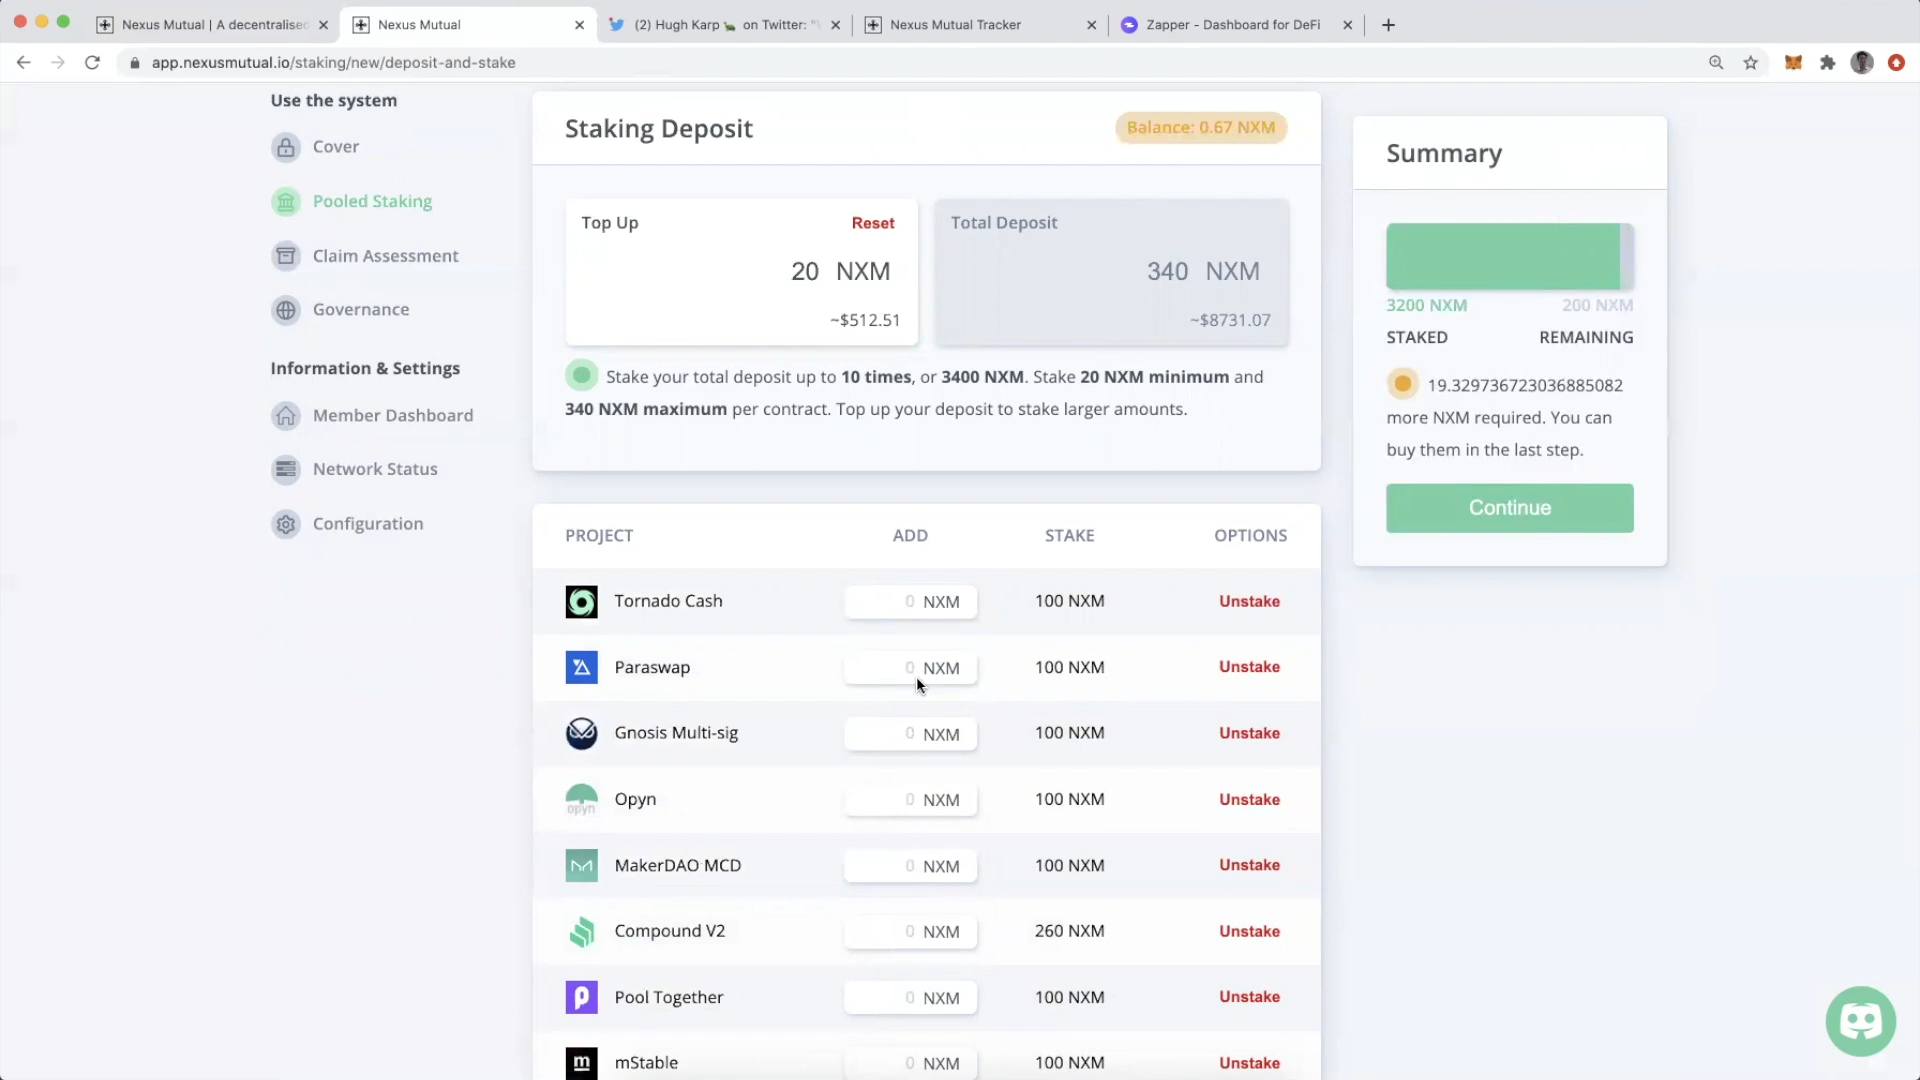 Nexus Mutual | A decentralised
Nexus Mutual
(2) Hugh Karp 🐢 on Twitter: "
Nexus Mutual Tracker
Zapper - Dashboard for DeFi
app.nexusmutual.io/staking/new/deposit-and-stake
Use the system
Cover
Pooled Staking
Claim Assessment
Governance
Information & Settings
Member Dashboard
Network Status
Configuration
Staking Deposit
Balance: 0.67 NXM
Top Up
Reset
20 NXM
~$512.51
Total Deposit
340 NXM
~$8731.07
Stake your total deposit up to 10 times, or 3400 NXM. Stake 20 NXM minimum and
340 NXM maximum per contract. Top up your deposit to stake larger amounts.
PROJECT ADD STAKE OPTIONS
Tornado Cash 0 NXM 100 NXM Unstake
Paraswap 0 NXM 100 NXM Unstake
Gnosis Multi-sig 0 NXM 100 NXM Unstake
opyn
Opyn 0 NXM 100 NXM Unstake
MakerDAO MCD 0 NXM 100 NXM Unstake
Compound V2 0 NXM 260 NXM Unstake
Pool Together 0 NXM 100 NXM Unstake
m
mStable 0 NXM 100 NXM Unstake
Summary
3200 NXM 200 NXM
STAKED REMAINING
19.329736723036885082
more NXM required. You can
buy them in the last step.
Continue